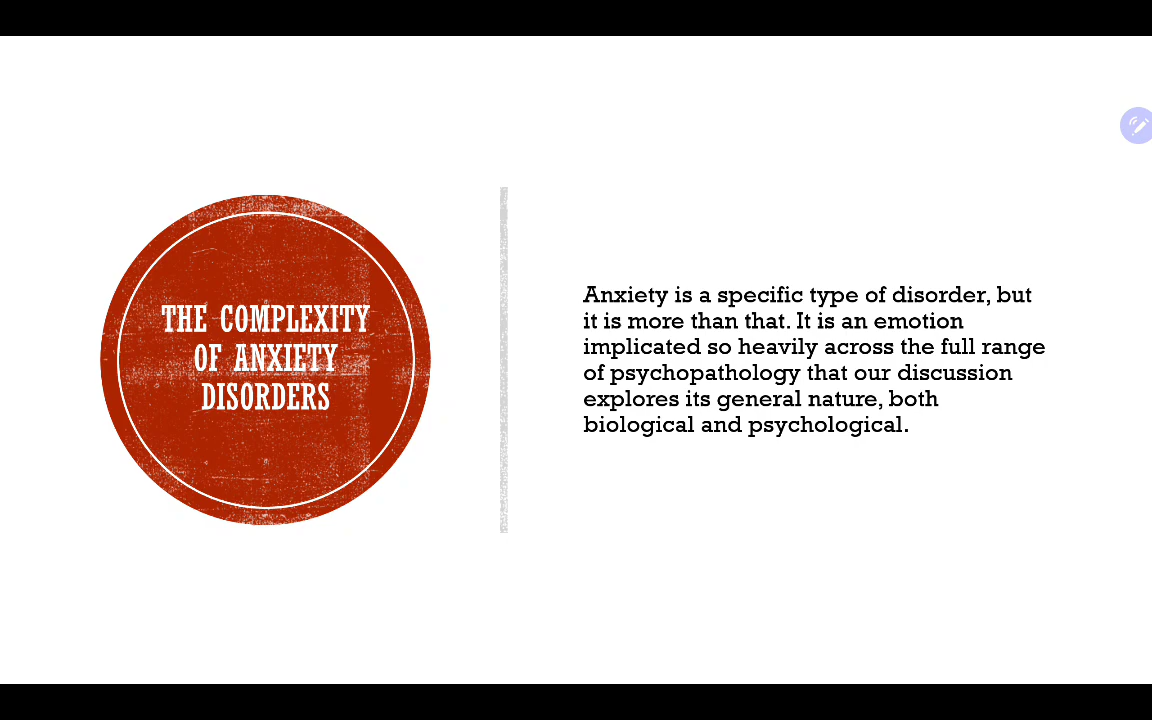 THE COMPLEXITY
OF ANXIETY
DISORDERS
Anxiety is a specific type of disorder, but
it is more than that. It is an emotion
implicated so heavily across the full range
of psychopathology that our discussion
explores its general nature, both
biological and psychological.